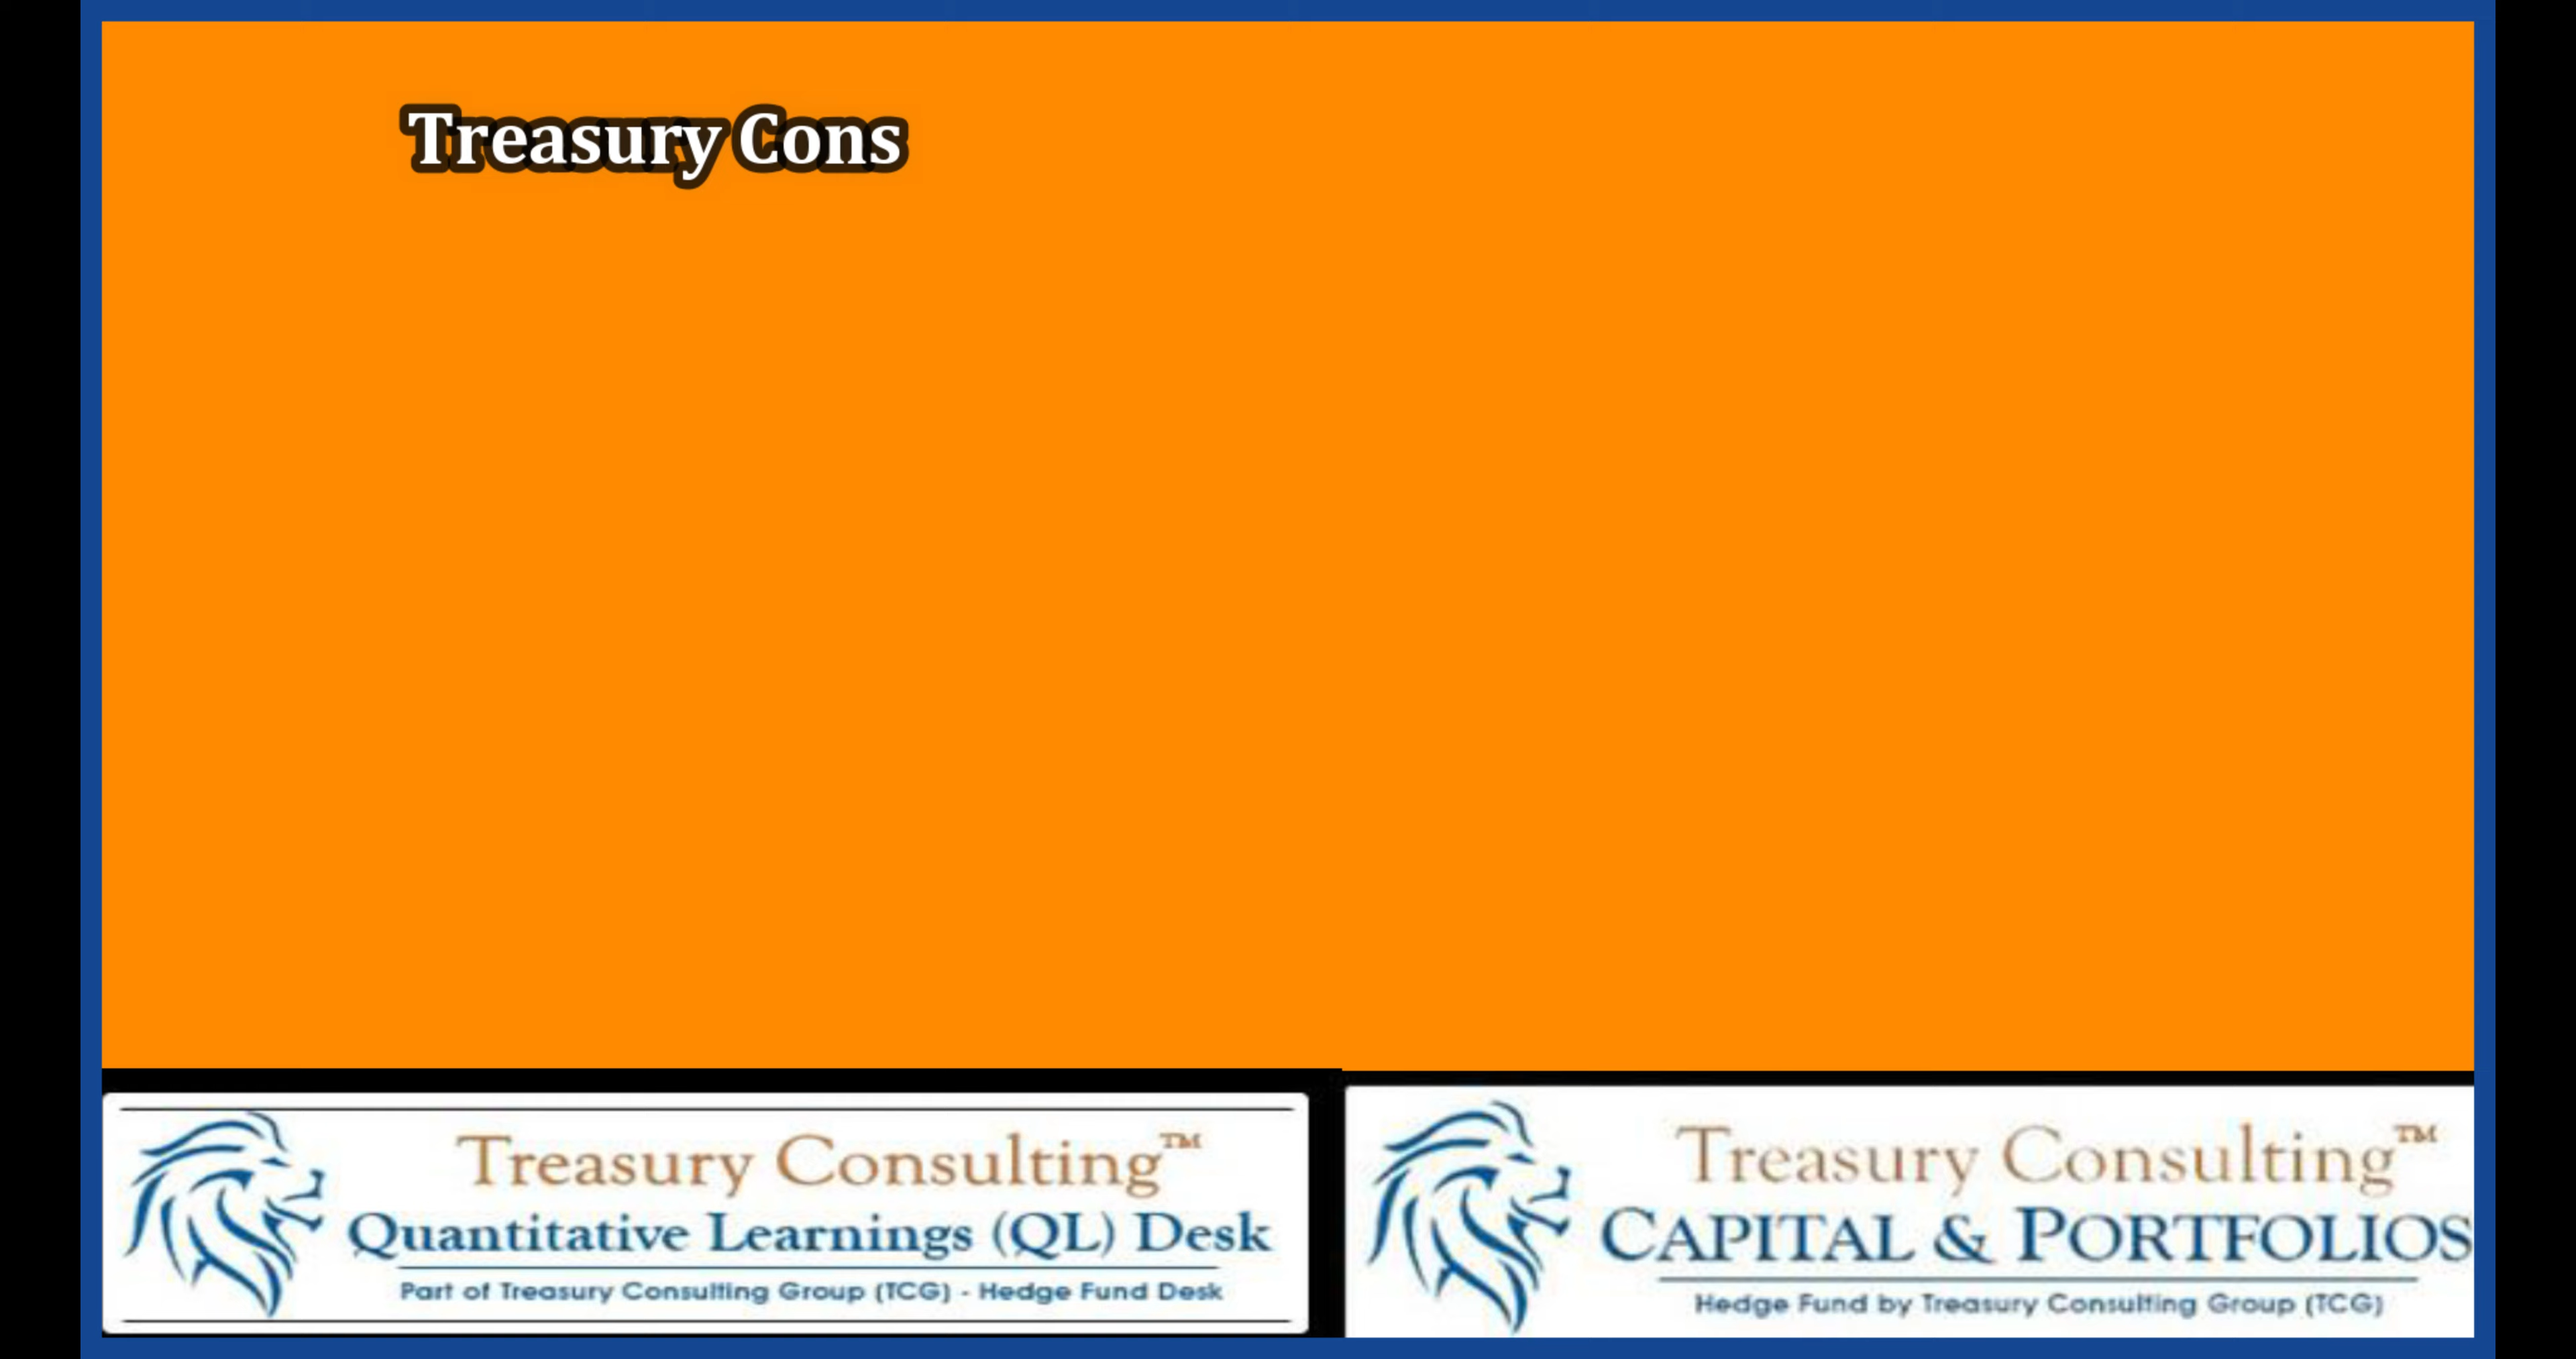 Treasury Cons
Treasury Consulting™
Quantitative Learnings (QL) Desk
Part of Treasury Consulting Group (TCG) - Hedge Fund Desk
Treasury Consulting™
CAPITAL & PORTFOLIOS
Hedge Fund by Treasury Consulting Group (TCG)